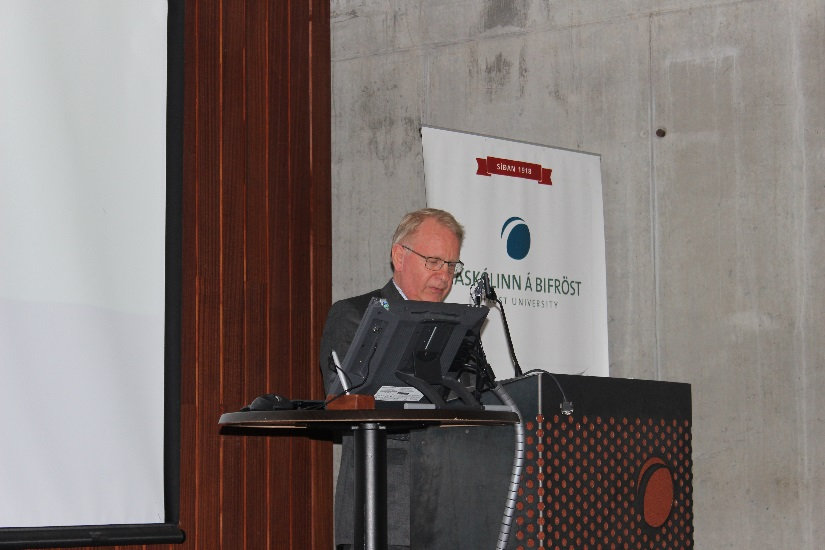 SÍÐAN 1918
ÁSKÓLINN Á BIFRÖST
UNIVERSITY